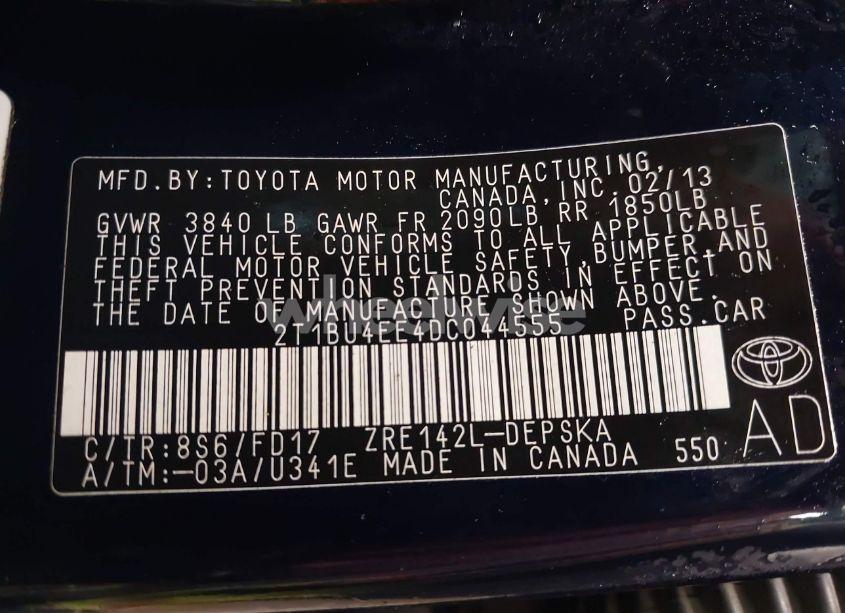 MFD.BY:TOYOTA MOTOR MANUFACTURING,
CANADA,INC. 02/13
GVWR 3840 LB GAWR FR 2090LB RR 1850LB
THIS VEHICLE CONFORMS TO ALL APPLICABLE
FEDERAL MOTOR VEHICLE SAFETY,BUMPER,AND
THEFT PREVENTION STANDARDS IN EFFECT ON
THE DATE OF MANUFACTURE SHOWN ABOVE.
wheelwise
2T1BU4EE4DC044555 PASS.CAR
C/TR:8S6/FD17 ZRE142L-DEPSKA
A/TM:-03A/U341E MADE IN CANADA 550 AD